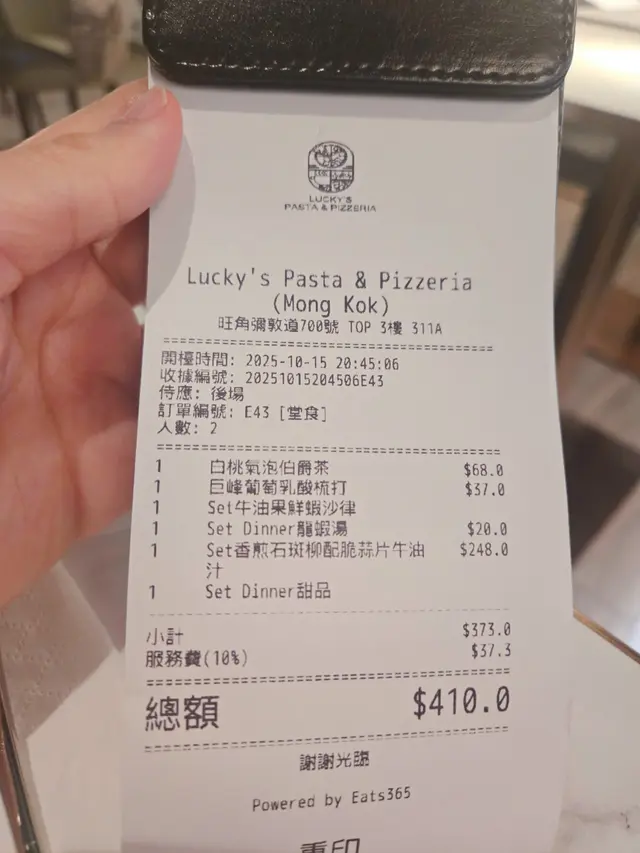 LUCKY'S
PASTA & PIZZERIA
Lucky's Pasta & Pizzeria
(Mong Kok)
旺角彌敦道700號 TOP 3樓 311A
開檯時間: 2025-10-15 20:45:06
收據編號: 20251015204506E43
侍應: 後場
訂單編號: E43 [堂食]
人數: 2
1 白桃氣泡伯爵茶 $68.0
1 巨峰葡萄乳酸梳打 $37.0
1 Set牛油果鮮蝦沙律
1 Set Dinner龍蝦湯 $20.0
1 Set香煎石斑柳配脆蒜片牛油 $248.0
汁
1 Set Dinner甜品
小計 $373.0
服務費(10%) $37.3
總額 $410.0
謝謝光臨
Powered by Eats365
重印